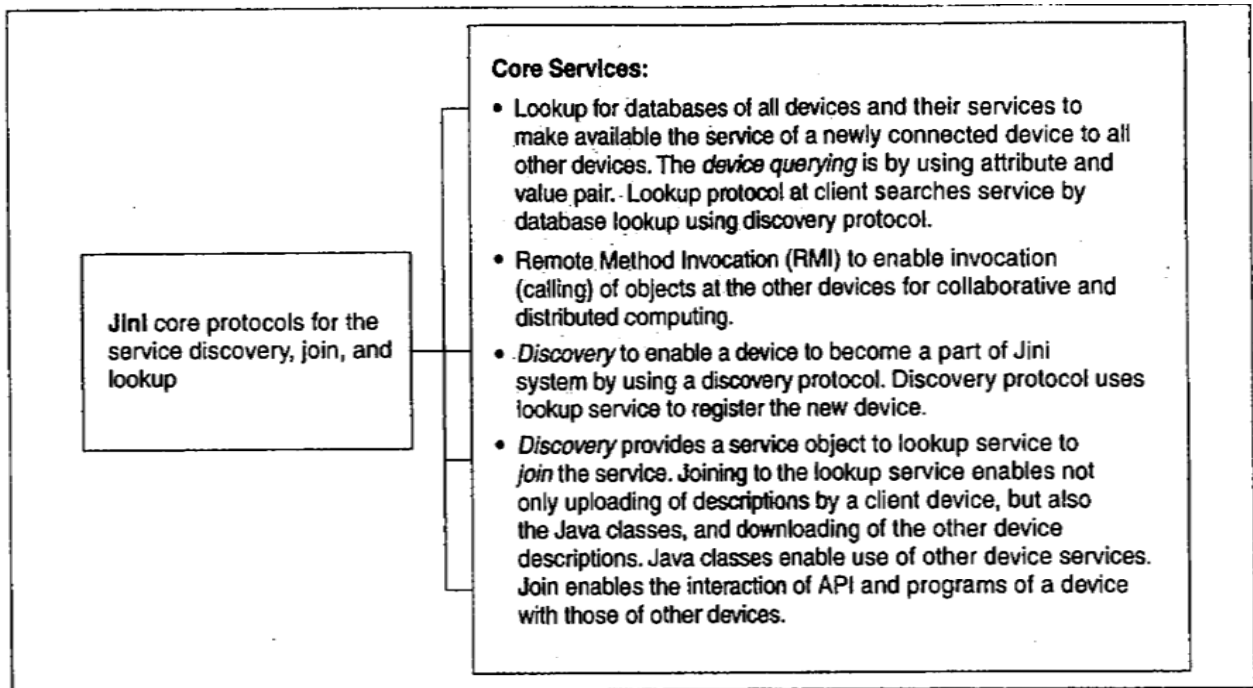 Jini core protocols for the
service discovery, join, and
lookup
Core Services:
• Lookup for databases of all devices and their services to
make available the service of a newly connected device to all
other devices. The device querying is by using attribute and
value pair. Lookup protocol at client searches service by
database lookup using discovery protocol.
• Remote Method Invocation (RMI) to enable invocation
(calling) of objects at the other devices for collaborative and
distributed computing.
• Discovery to enable a device to become a part of Jini
system by using a discovery protocol. Discovery protocol uses
lookup service to register the new device.
• Discovery provides a service object to lookup service to
join the service. Joining to the lookup service enables not
only uploading of descriptions by a client device, but also
the Java classes, and downloading of the other device
descriptions. Java classes enable use of other device services.
Join enables the interaction of API and programs of a device
with those of other devices.